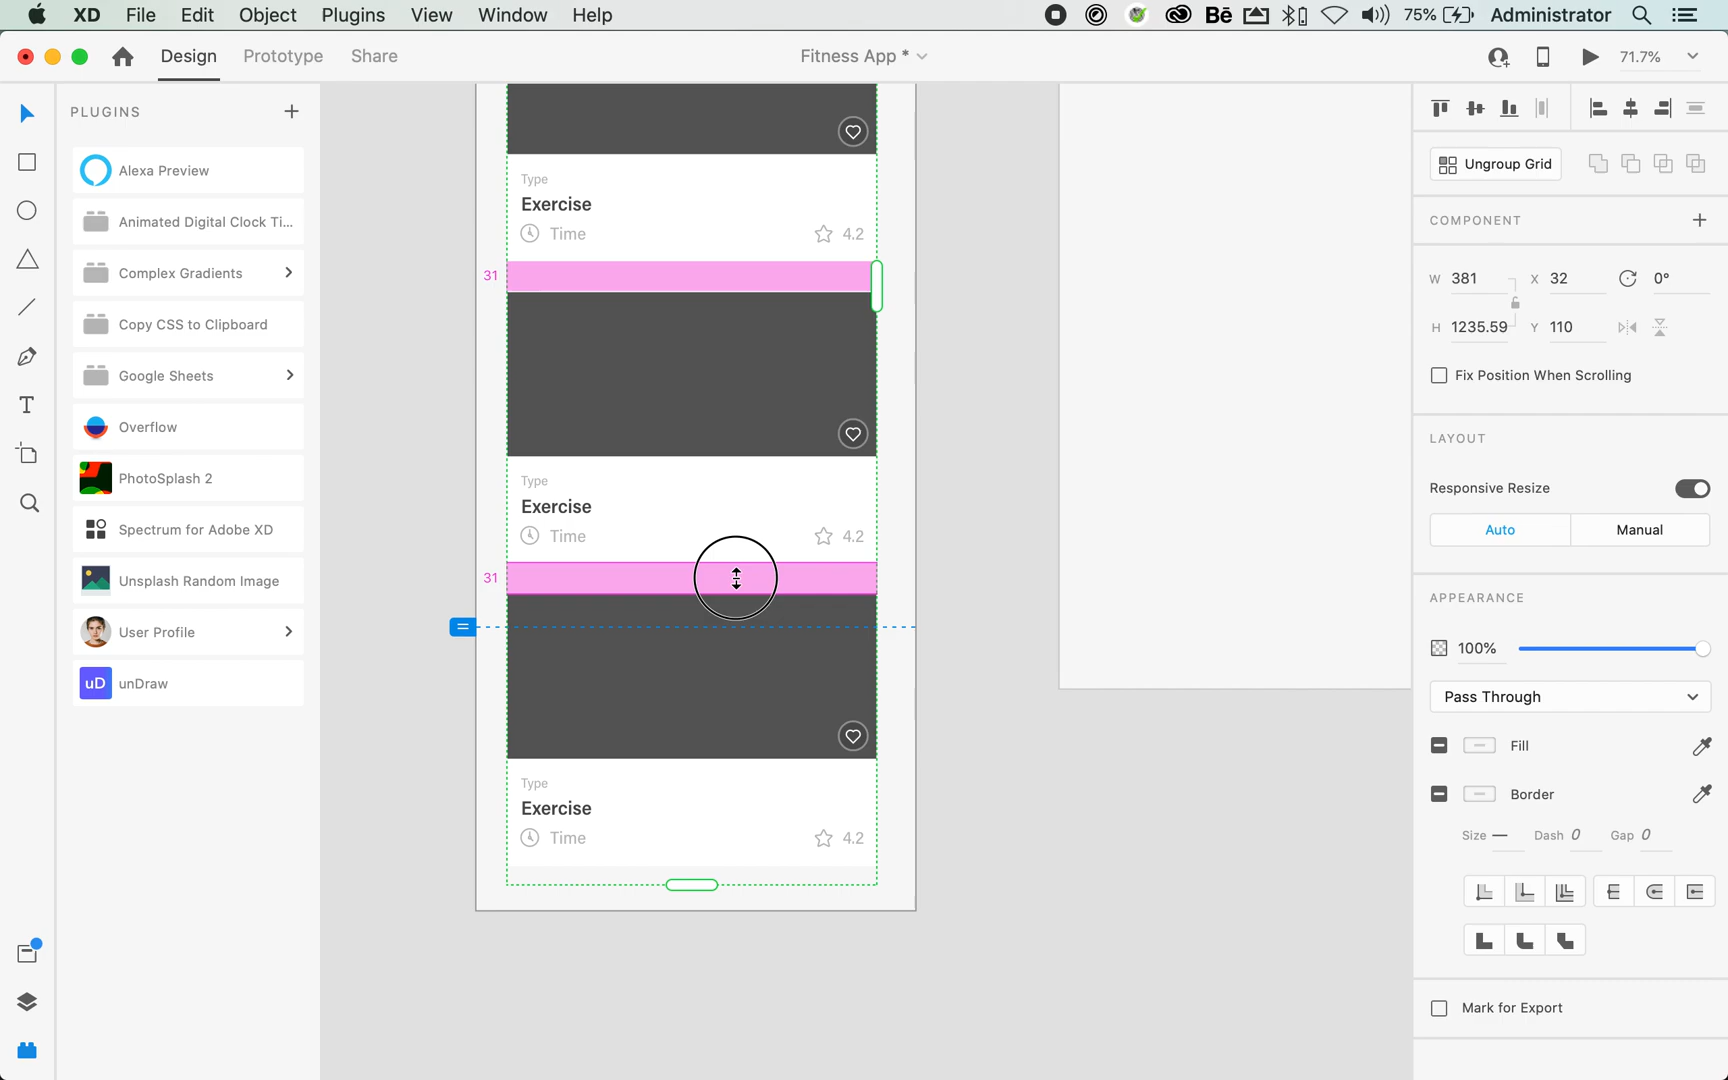 XD File Edit Object Plugins View Window Help
Bē 75% Administrator
Design Prototype Share
Fitness App *
71.7%
PLUGINS
Alexa Preview
Animated Digital Clock Ti...
Complex Gradients
Copy CSS to Clipboard
Google Sheets
Overflow
PhotoSplash 2
Spectrum for Adobe XD
Unsplash Random Image
User Profile
uD unDraw
T
Type
Exercise
Time 4.2
31
Type
Exercise
Time 4.2
31
Type
Exercise
Time 4.2
Ungroup Grid
COMPONENT
W 381 X 32 0°
H 1235.59 Y 110
Fix Position When Scrolling
LAYOUT
Responsive Resize
Auto Manual
APPEARANCE
100%
Pass Through
Fill
Border
Size — Dash 0 Gap 0
Mark for Export